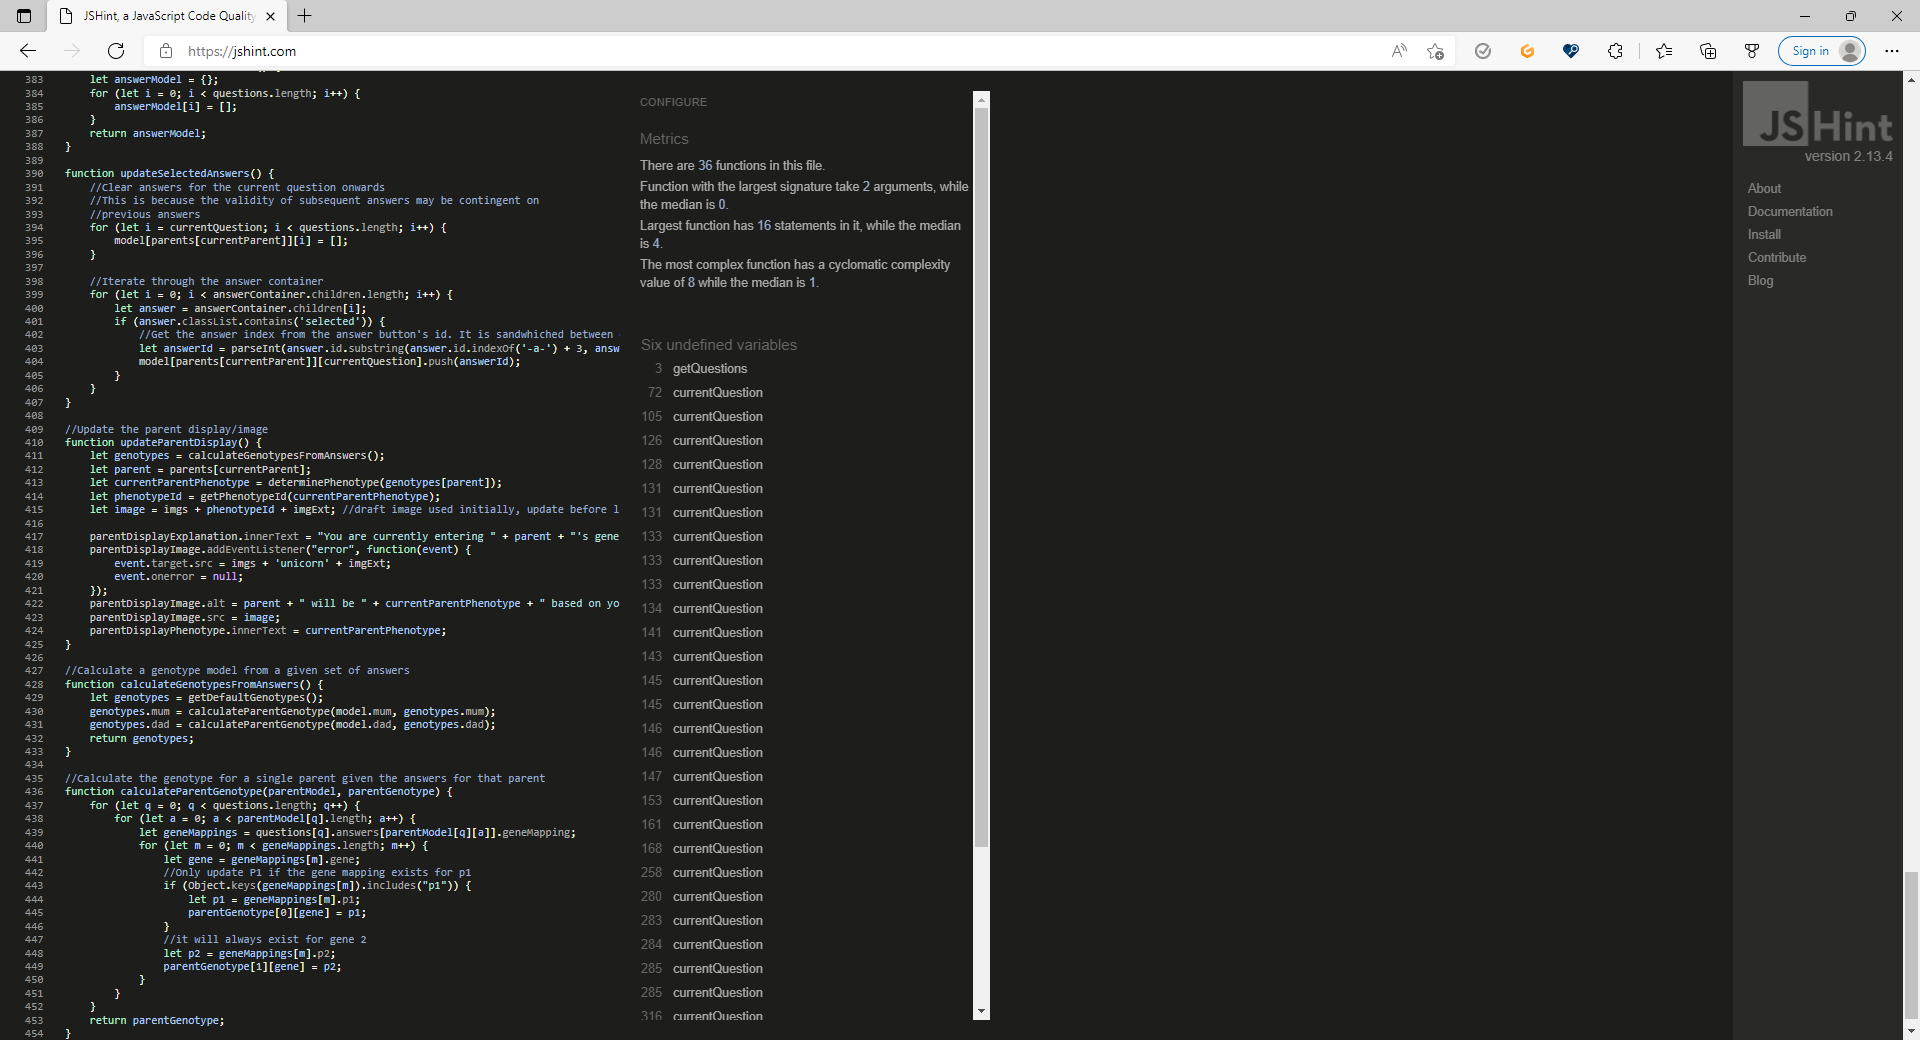 JSHint, a JavaScript Code Quality
https://jshint.com
Sign in
383 let answerModel = {};
384 for (let i = 0; i < questions.length; i++) {
385 answerModel[i] = [];
386 }
387 return answerModel;
388 }
389
390 function updateSelectedAnswers() {
391 //Clear answers for the current question onwards
392 //This is because the validity of subsequent answers may be contingent on
393 //previous answers
394 for (let i = currentQuestion; i < questions.length; i++) {
395 model[parents[currentParent]][i] = [];
396 }
397
398 //Iterate through the answer container
399 for (let i = 0; i < answerContainer.children.length; i++) {
400 let answer = answerContainer.children[i];
401 if (answer.classList.contains('selected')) {
402 //Get the answer index from the answer button's id. It is sandwhiched between
403 let answerId = parseInt(answer.id.substring(answer.id.indexOf('-a-') + 3, answ
404 model[parents[currentParent]][currentQuestion].push(answerId);
405 }
406 }
407 }
408
409 //Update the parent display/image
410 function updateParentDisplay() {
411 let genotypes = calculateGenotypesFromAnswers();
412 let parent = parents[currentParent];
413 let currentParentPhenotype = determinePhenotype(genotypes[parent]);
414 let phenotypeId = getPhenotypeId(currentParentPhenotype);
415 let image = imgs + phenotypeId + imgExt; //draft image used initially, update before l
416
417 parentDisplayExplanation.innerText = "You are currently entering " + parent + "'s gene
418 parentDisplayImage.addEventListener("error", function(event) {
419 event.target.src = imgs + 'unicorn' + imgExt;
420 event.onerror = null;
421 });
422 parentDisplayImage.alt = parent + " will be " + currentParentPhenotype + " based on yo
423 parentDisplayImage.src = image;
424 parentDisplayPhenotype.innerText = currentParentPhenotype;
425 }
426
427 //Calculate a genotype model from a given set of answers
428 function calculateGenotypesFromAnswers() {
429 let genotypes = getDefaultGenotypes();
430 genotypes.mum = calculateParentGenotype(model.mum, genotypes.mum);
431 genotypes.dad = calculateParentGenotype(model.dad, genotypes.dad);
432 return genotypes;
433 }
434
435 //Calculate the genotype for a single parent given the answers for that parent
436 function calculateParentGenotype(parentModel, parentGenotype) {
437 for (let q = 0; q < questions.length; q++) {
438 for (let a = 0; a < parentModel[q].length; a++) {
439 let geneMappings = questions[q].answers[parentModel[q][a]].geneMapping;
440 for (let m = 0; m < geneMappings.length; m++) {
441 let gene = geneMappings[m].gene;
442 //Only update P1 if the gene mapping exists for p1
443 if (Object.keys(geneMappings[m]).includes("p1")) {
444 let p1 = geneMappings[m].p1;
445 parentGenotype[0][gene] = p1;
446 }
447 //it will always exist for gene 2
448 let p2 = geneMappings[m].p2;
449 parentGenotype[1][gene] = p2;
450 }
451 }
452 }
453 return parentGenotype;
454 }
CONFIGURE
Metrics
There are 36 functions in this file.
Function with the largest signature take 2 arguments, while
the median is 0.
Largest function has 16 statements in it, while the median
is 4.
The most complex function has a cyclomatic complexity
value of 8 while the median is 1.
Six undefined variables
3 getQuestions
72 currentQuestion
105 currentQuestion
126 currentQuestion
128 currentQuestion
131 currentQuestion
131 currentQuestion
133 currentQuestion
133 currentQuestion
133 currentQuestion
134 currentQuestion
141 currentQuestion
143 currentQuestion
145 currentQuestion
145 currentQuestion
146 currentQuestion
146 currentQuestion
147 currentQuestion
153 currentQuestion
161 currentQuestion
168 currentQuestion
258 currentQuestion
280 currentQuestion
283 currentQuestion
284 currentQuestion
285 currentQuestion
285 currentQuestion
316 currentQuestion
JSHint
version 2.13.4
About
Documentation
Install
Contribute
Blog